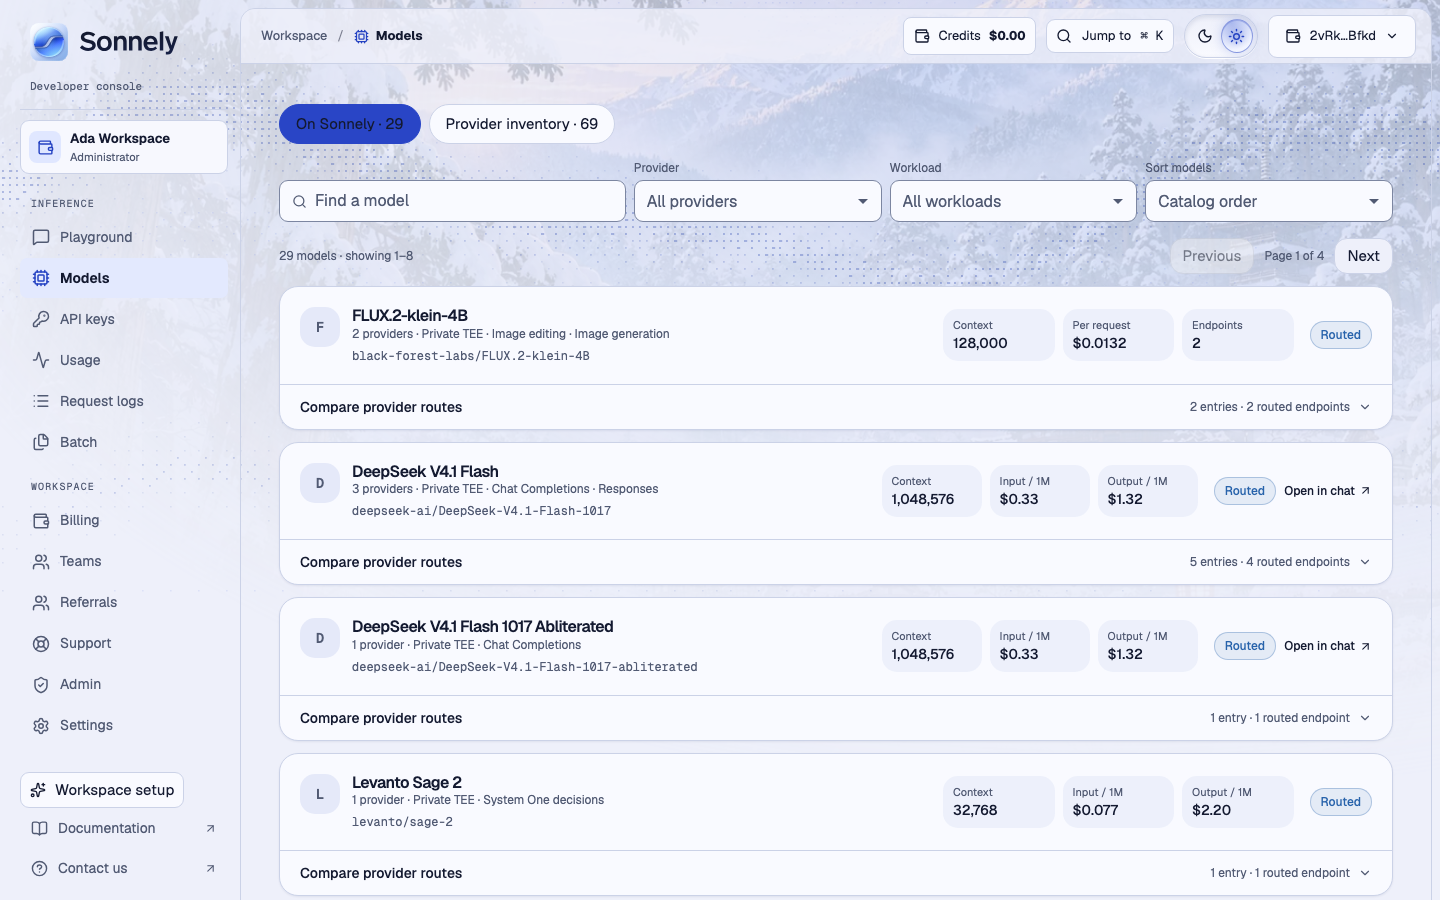 Sonnely
Developer console
Ada Workspace
Administrator
INFERENCE
Playground
Models
API keys
Usage
Request logs
Batch
WORKSPACE
Billing
Teams
Referrals
Support
Admin
Settings
Workspace setup
Documentation
Contact us
Workspace / Models
Credits $0.00
Jump to ⌘ K
2vRk...Bfkd
On Sonnely · 29
Provider inventory · 69
Find a model
Provider
All providers
Workload
All workloads
Sort models
Catalog order
29 models · showing 1–8
Previous
Page 1 of 4
Next
F
FLUX.2-klein-4B
2 providers · Private TEE · Image editing · Image generation
black-forest-labs/FLUX.2-klein-4B
Context
128,000
Per request
$0.0132
Endpoints
2
Routed
Compare provider routes
2 entries · 2 routed endpoints
D
DeepSeek V4.1 Flash
3 providers · Private TEE · Chat Completions · Responses
deepseek-ai/DeepSeek-V4.1-Flash-1017
Context
1,048,576
Input / 1M
$0.33
Output / 1M
$1.32
Routed
Open in chat
Compare provider routes
5 entries · 4 routed endpoints
D
DeepSeek V4.1 Flash 1017 Abliterated
1 provider · Private TEE · Chat Completions
deepseek-ai/DeepSeek-V4.1-Flash-1017-abliterated
Context
1,048,576
Input / 1M
$0.33
Output / 1M
$1.32
Routed
Open in chat
Compare provider routes
1 entry · 1 routed endpoint
L
Levanto Sage 2
1 provider · Private TEE · System One decisions
levanto/sage-2
Context
32,768
Input / 1M
$0.077
Output / 1M
$2.20
Routed
Compare provider routes
1 entry · 1 routed endpoint